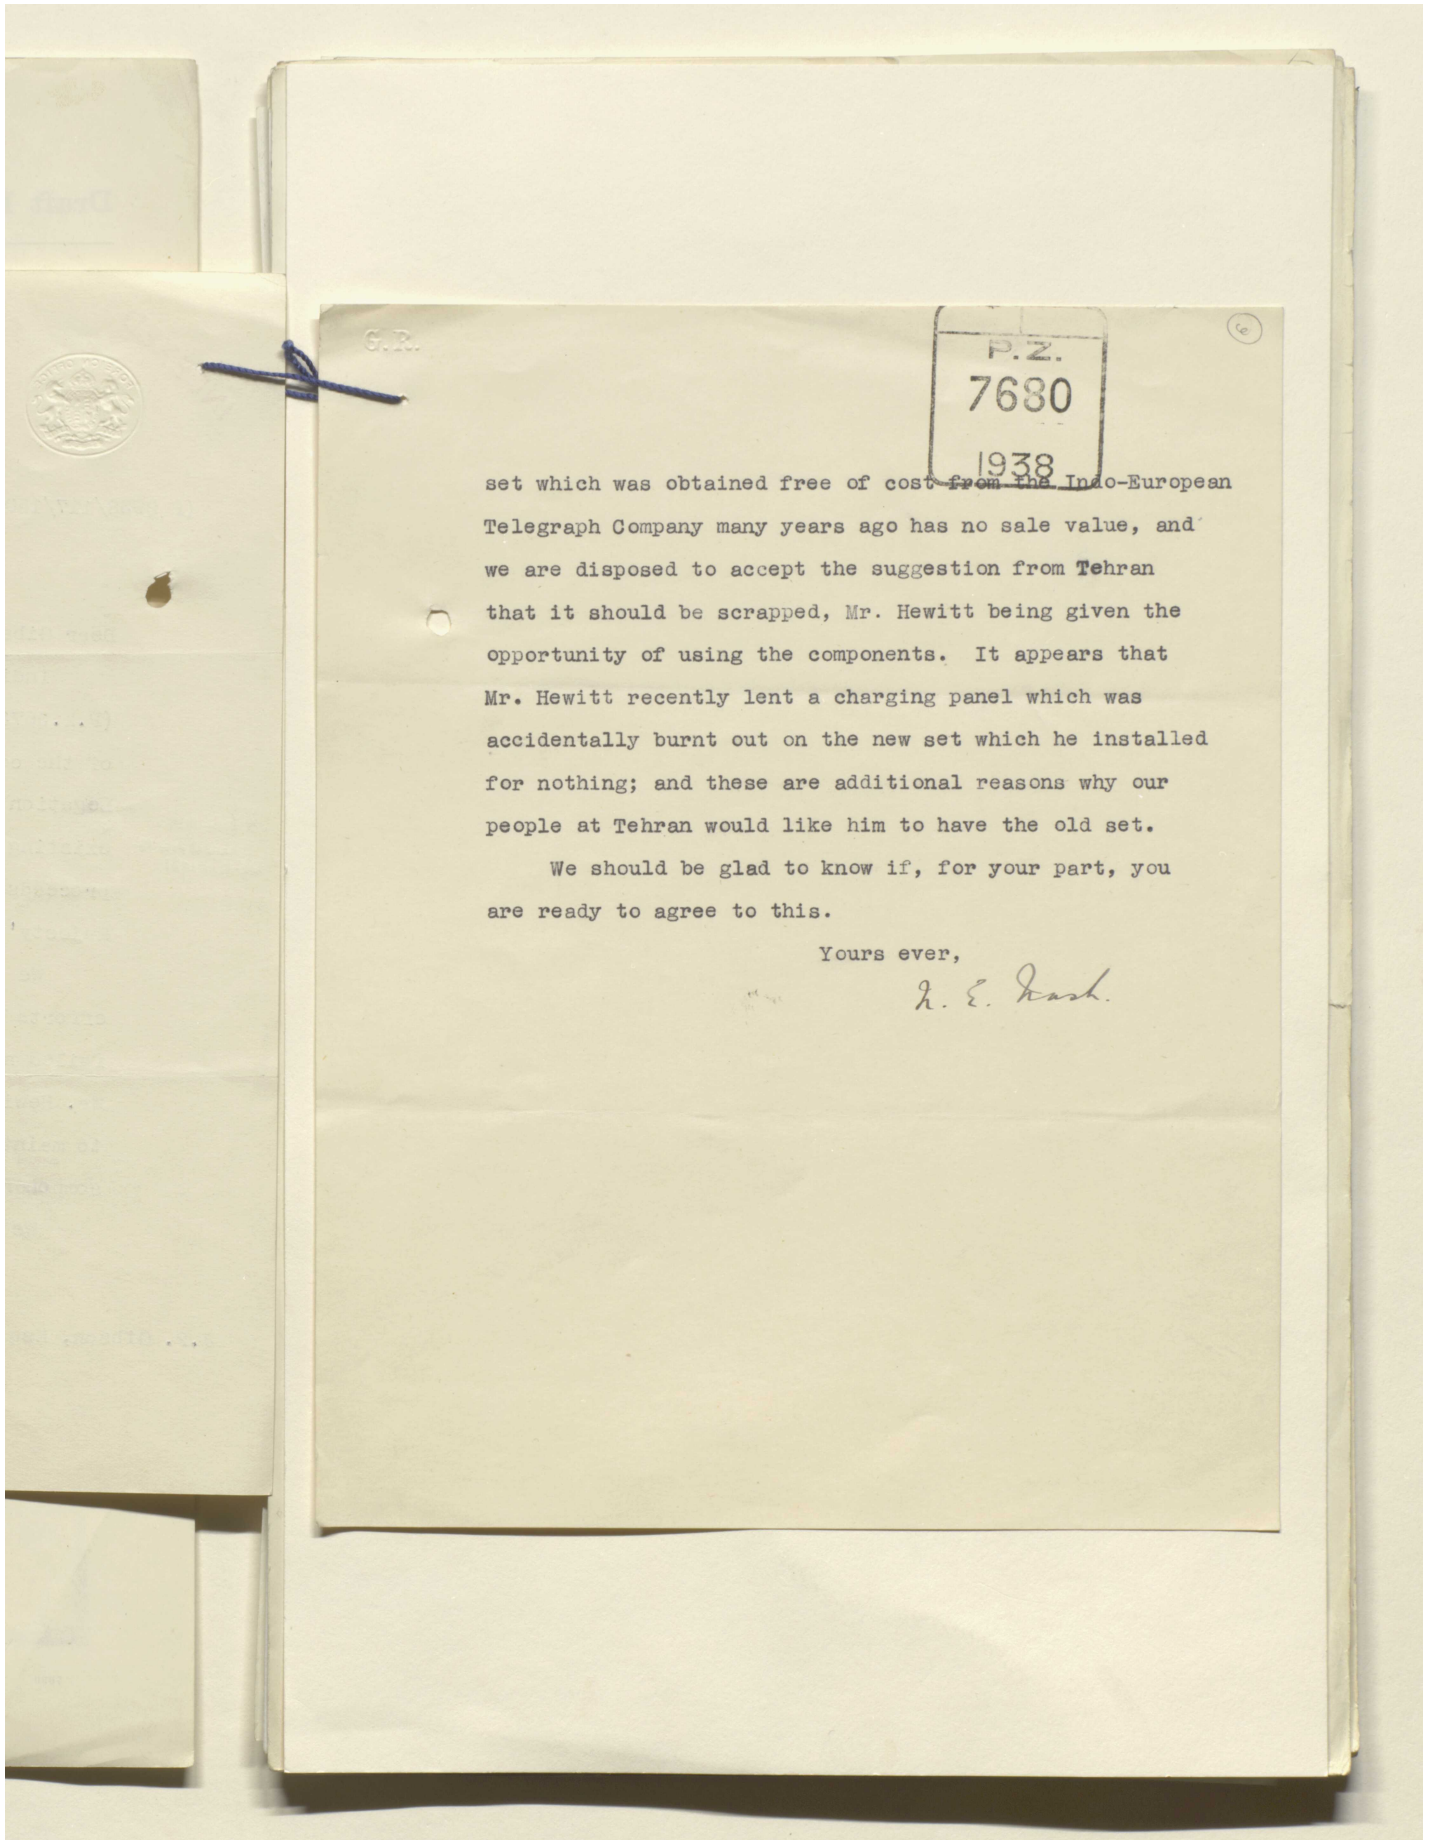 G.R.
6
P.Z.
7680
1938
set which was obtained free of cost from the Indo-European
Telegraph Company many years ago has no sale value, and
we are disposed to accept the suggestion from Tehran
that it should be scrapped, Mr. Hewitt being given the
opportunity of using the components. It appears that
Mr. Hewitt recently lent a charging panel which was
accidentally burnt out on the new set which he installed
for nothing; and these are additional reasons why our
people at Tehran would like him to have the old set.
We should be glad to know if, for your part, you
are ready to agree to this.
Yours ever,
N. E. Nash.